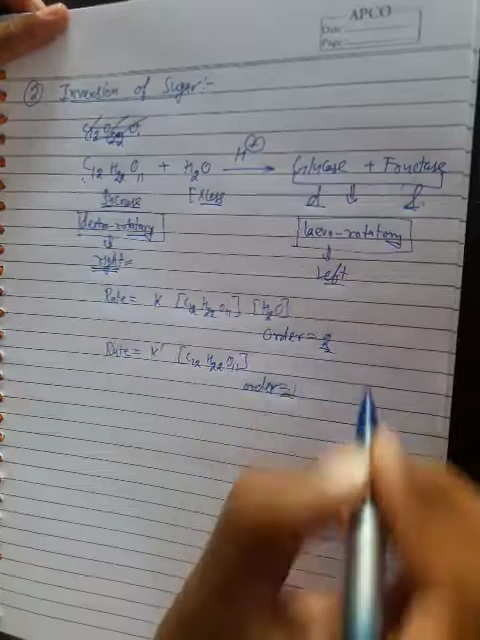 APCO
Date:
Page:
② Inversion of Sugar:-
C12 H22 O11 + H2O H⊕ → Glucose + Fructose
Sucrose Excess d ↓ l
dextro-rotatory laevo-rotatory
↓ ↓
right= Left
Rate = K [C12 H22 O11] [H2O]
Order = 2
Rate = K' [C12 H22 O11]
order = 1